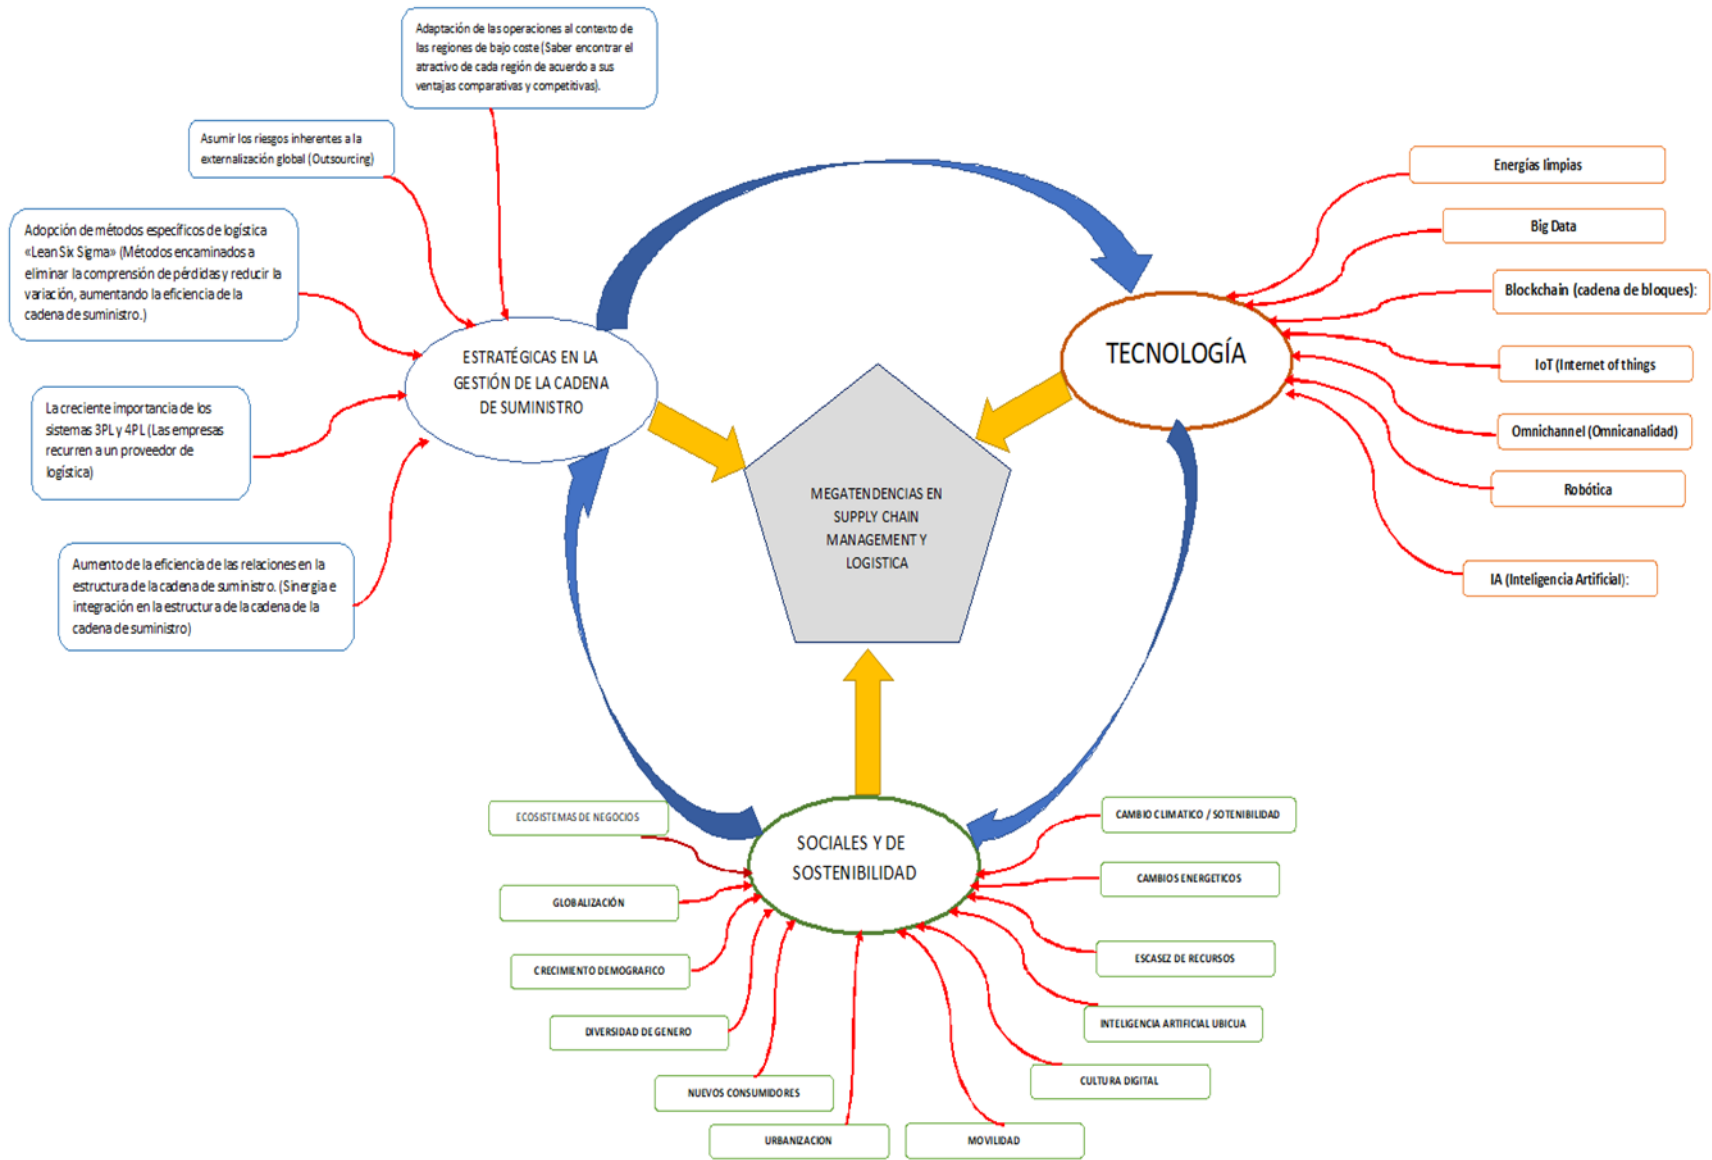 Adaptación de las operaciones al contexto de
las regiones de bajo coste (Saber encontrar el
atractivo de cada región de acuerdo a sus
ventajas comparativas y competitivas).
Asumir los riesgos inherentes a la
externalización global (Outsourcing)
Adopción de métodos específicos de logística
«Lean Six Sigma» (Métodos encaminados a
eliminar la comprensión de pérdidas y reducir la
variación, aumentando la eficiencia de la
cadena de suministro.)
La creciente importancia de los
sistemas 3PL y 4PL (Las empresas
recurren a un proveedor de
logística)
Aumento de la eficiencia de las relaciones en la
estructura de la cadena de suministro. (Sinergia e
integración en la estructura de la cadena de la
cadena de suministro)
ESTRATÉGICAS EN LA
GESTIÓN DE LA CADENA
DE SUMINISTRO
TECNOLOGÍA
Energías limpias
Big Data
Blockchain (cadena de bloques):
IoT (Internet of things
Omnichannel (Omnicanalidad)
Robótica
IA (Inteligencia Artificial):
MEGATENDENCIAS EN
SUPPLY CHAIN
MANAGEMENT Y
LOGISTICA
SOCIALES Y DE
SOSTENIBILIDAD
ECOSISTEMAS DE NEGOCIOS
GLOBALIZACIÓN
CRECIMIENTO DEMOGRAFICO
DIVERSIDAD DE GENERO
NUEVOS CONSUMIDORES
URBANIZACION
MOVILIDAD
CULTURA DIGITAL
INTELIGENCIA ARTIFICIAL UBICUA
ESCASEZ DE RECURSOS
CAMBIOS ENERGETICOS
CAMBIO CLIMATICO / SOTENIBILIDAD